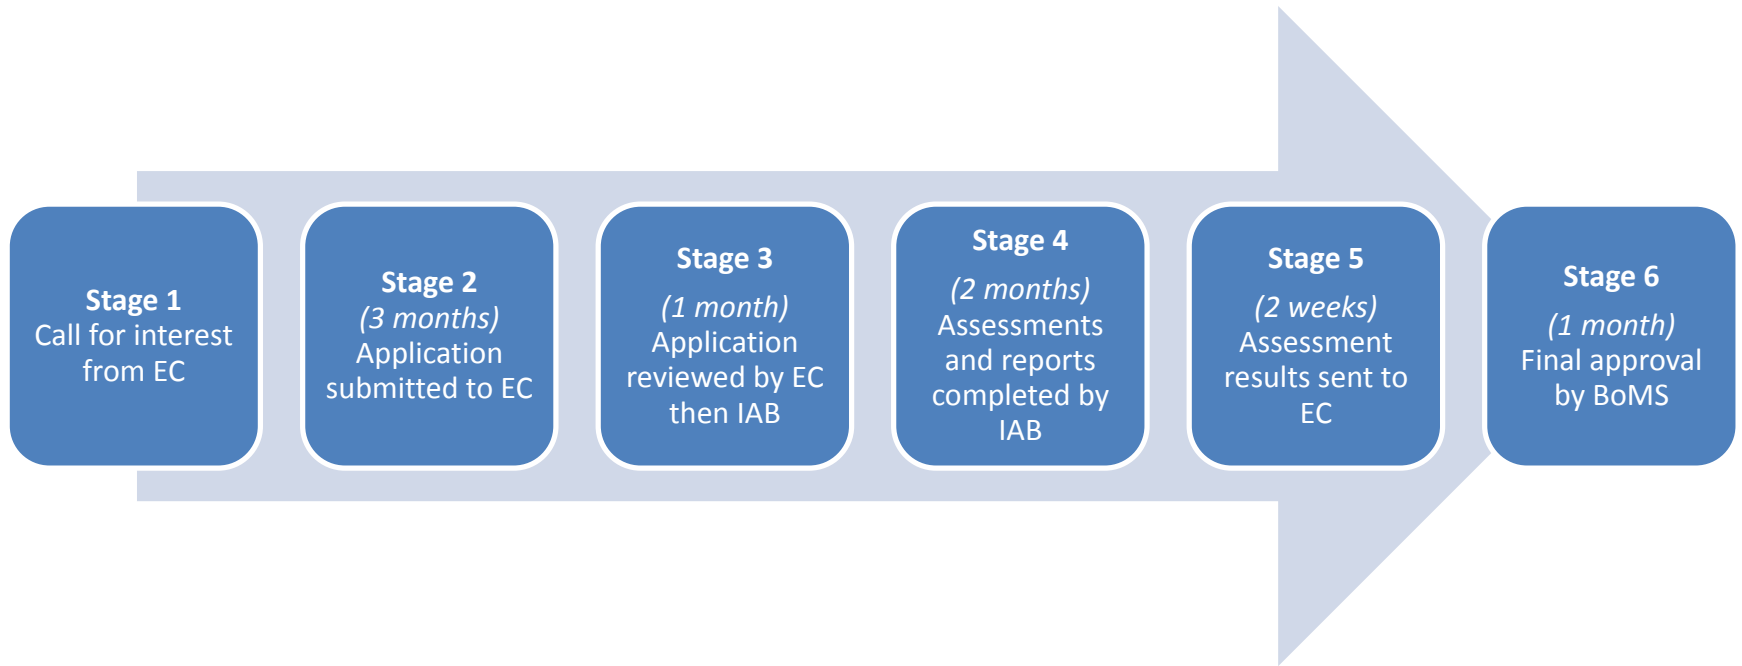 Stage 1
Call for interest
from EC
Stage 2
(3 months)
Application
submitted to EC
Stage 3
(1 month)
Application
reviewed by EC
then IAB
Stage 4
(2 months)
Assessments
and reports
completed by
IAB
Stage 5
(2 weeks)
Assessment
results sent to
EC
Stage 6
(1 month)
Final approval
by BoMS